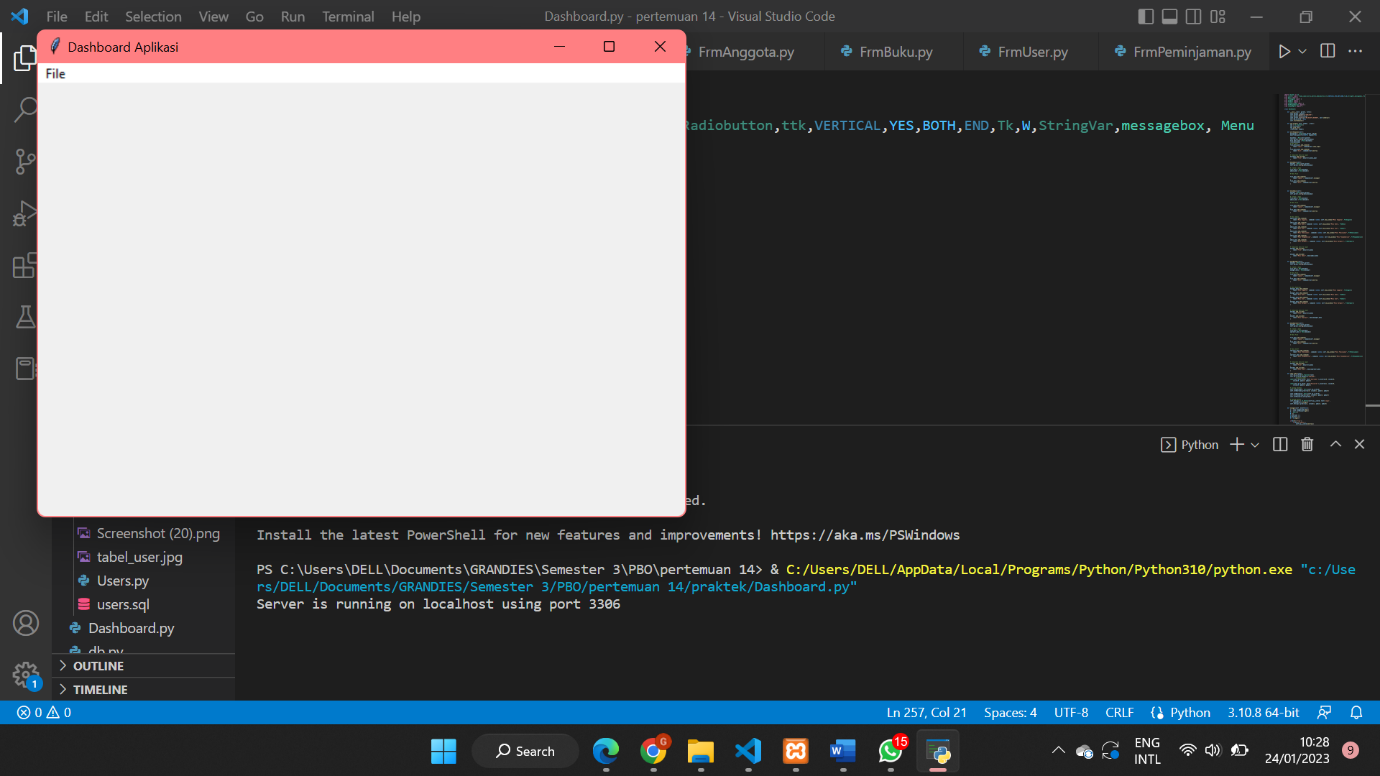 File Edit Selection View Go Run Terminal Help
Dashboard.py - pertemuan 14 - Visual Studio Code
Dashboard Aplikasi
File
FrmAnggota.py
FrmBuku.py
FrmUser.py
FrmPeminjaman.py
Radiobutton,ttk,VERTICAL,YES,BOTH,END,Tk,W,StringVar,messagebox, Menu
Python
ed.
Install the latest PowerShell for new features and improvements! https://aka.ms/PSWindows
PS C:\Users\DELL\Documents\GRANDIES\Semester 3\PBO\pertemuan 14> & C:/Users/DELL/AppData/Local/Programs/Python/Python310/python.exe "c:/Use
rs/DELL/Documents/GRANDIES/Semester 3/PBO/pertemuan 14/praktek/Dashboard.py"
Server is running on localhost using port 3306
Screenshot (20).png
tabel_user.jpg
Users.py
users.sql
Dashboard.py
db.py
OUTLINE
TIMELINE
1
0 0
Ln 257, Col 21 Spaces: 4 UTF-8 CRLF Python 3.10.8 64-bit
Search
G
15
ENG
INTL
10:28
24/01/2023
9